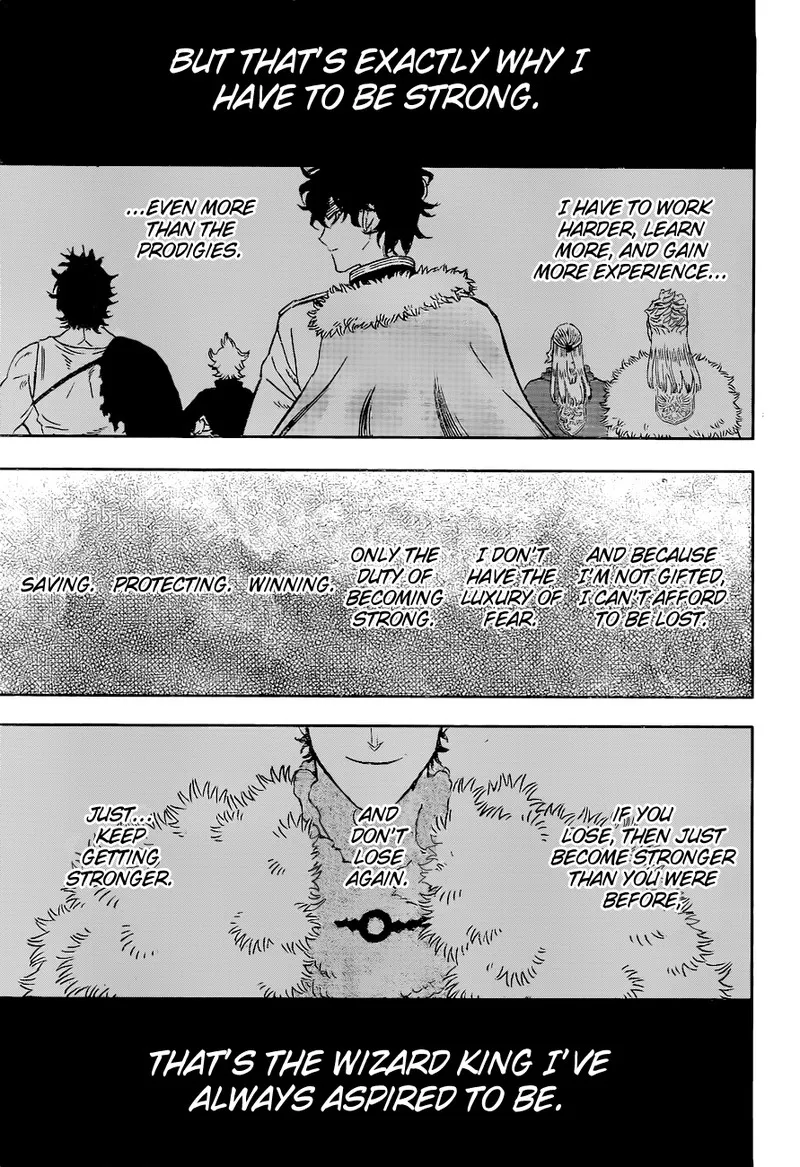 BUT THAT'S EXACTLY WHY I
HAVE TO BE STRONG.
I HAVE TO WORK
HARDER, LEARN
MORE, AND GAIN
MORE EXPERIENCE...
...EVEN MORE
THAN THE
PRODIGIES.
AND BECAUSE
I'M NOT GIFTED,
I CAN'T AFFORD
TO BE LOST.
I DON'T
HAVE THE
LUXURY OF
FEAR.
ONLY THE
DUTY OF
BECOMING
STRONG.
WINNING.
PROTECTING.
SAVING.
IF YOU
LOSE, THEN JUST
BECOME STRONGER
THAN YOU WERE
BEFORE,
AND
DON'T
LOSE
AGAIN.
JUST...
KEEP
GETTING
STRONGER.
THAT'S THE WIZARD KING I'VE
ALWAYS ASPIRED TO BE.